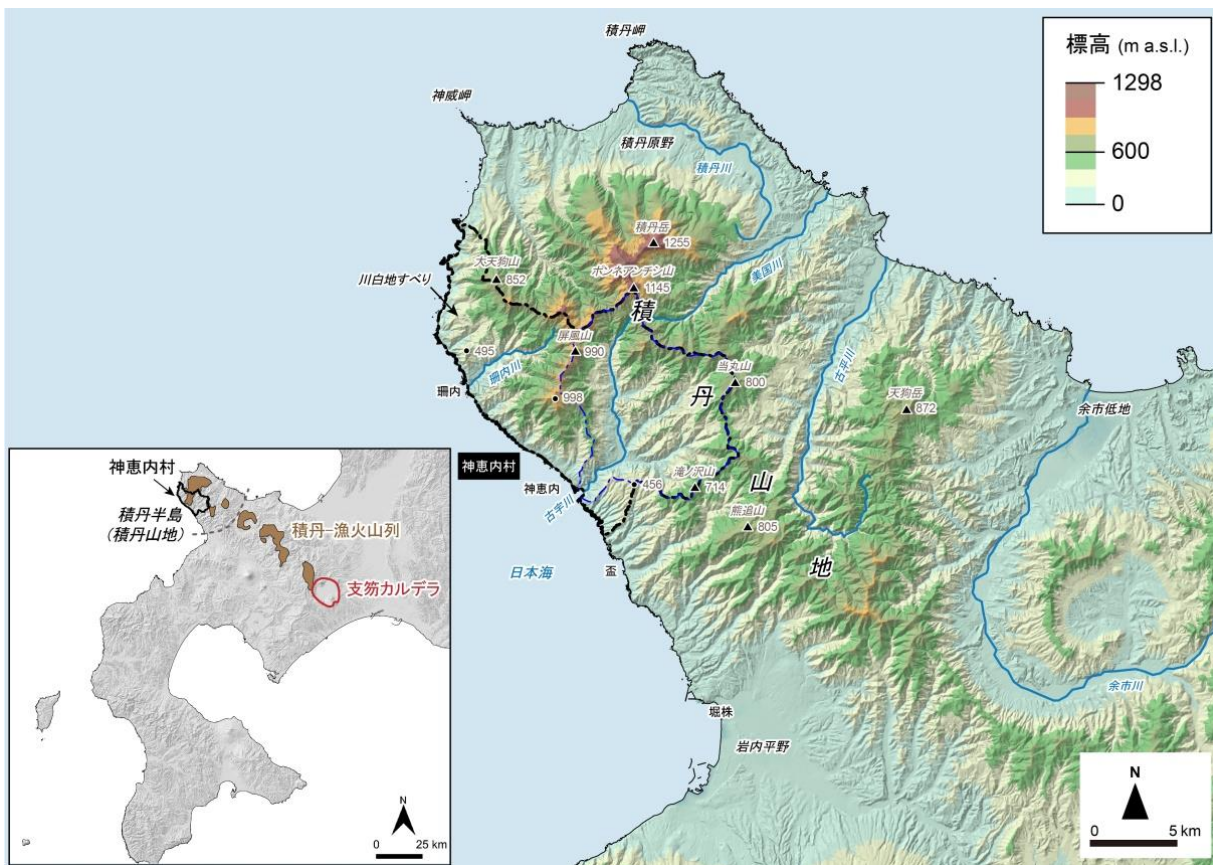 積丹岬
神威岬
積丹原野
積丹川
積丹岳
1255
大天狗山
852
ポンネアンチシ山
1145
美国川
川白地すべり
積
丹
山
地
屏風山
990
495
珊内川
珊内
998
当丸山
800
古平川
天狗岳
872
余市低地
神恵内村
神恵内
456
滝ノ沢山
714
古宇川
熊追山
805
盃
日本海
余市川
堀株
岩内平野
標高 (m a.s.l.)
1298
600
0
N
0 5 km
神恵内村
積丹半島
(積丹山地)
積丹–漁火山列
支笏カルデラ
N
0 25 km